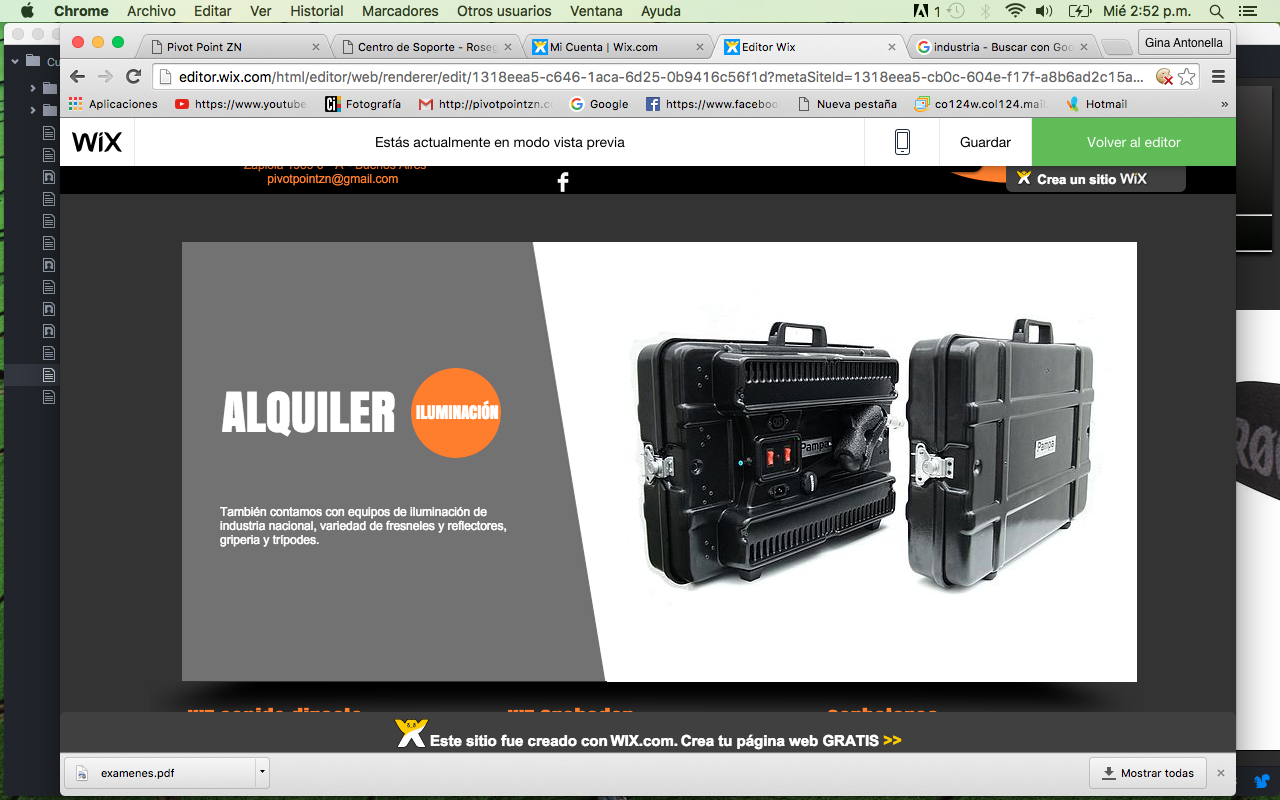 Chrome Archivo Editar Ver Historial Marcadores Otros usuarios Ventana Ayuda 1 Mié 2:52 p.m.
Pivot Point ZN Centro de Soporte - Roseg Mi Cuenta | Wix.com Editor Wix industria - Buscar con Goo Gina Antonella
Cu
editor.wix.com/html/editor/web/renderer/edit/1318eea5-c646-1aca-6d25-0b9416c56f1d?metaSiteId=1318eea5-cb0c-604e-f17f-a8b6ad2c15a...
Aplicaciones https://www.youtube Fotografía http://pivotpointzn.co Google https://www.faceboo Nueva pestaña co124w.col124.mail. Hotmail »
WiX Estás actualmente en modo vista previa Guardar Volver al editor
pivotpointzn@gmail.com
Crea un sitio WiX
ALQUILER ILUMINACIÓN
Pampa
Pampa
También contamos con equipos de iluminación de
industria nacional, variedad de fresneles y reflectores,
griperia y trípodes.
Este sitio fue creado con WIX.com. Crea tu página web GRATIS >>
examenes.pdf Mostrar todas